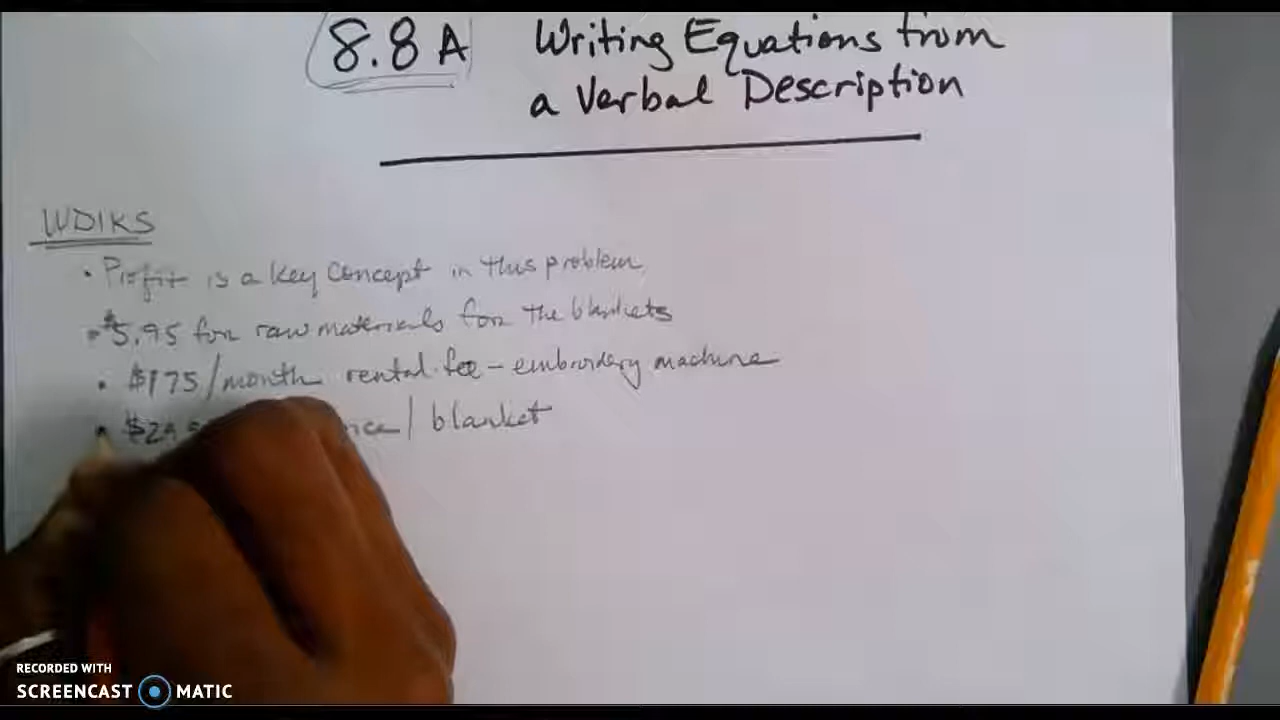 8.8 A Writing Equations from
a Verbal Description
WDIKS
• Profit is a key concept in this problem
• $5.95 for raw materials for the blankets
• $175/month rental fee - embroidery machine
• / blanket
RECORDED WITH
SCREENCAST MATIC